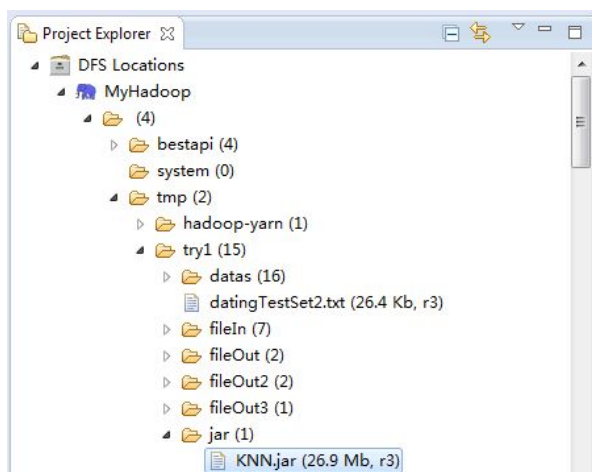 Project Explorer
DFS Locations
MyHadoop
(4)
bestapi (4)
system (0)
tmp (2)
hadoop-yarn (1)
try1 (15)
datas (16)
datingTestSet2.txt (26.4 Kb, r3)
fileIn (7)
fileOut (2)
fileOut2 (2)
fileOut3 (1)
jar (1)
KNN.jar (26.9 Mb, r3)